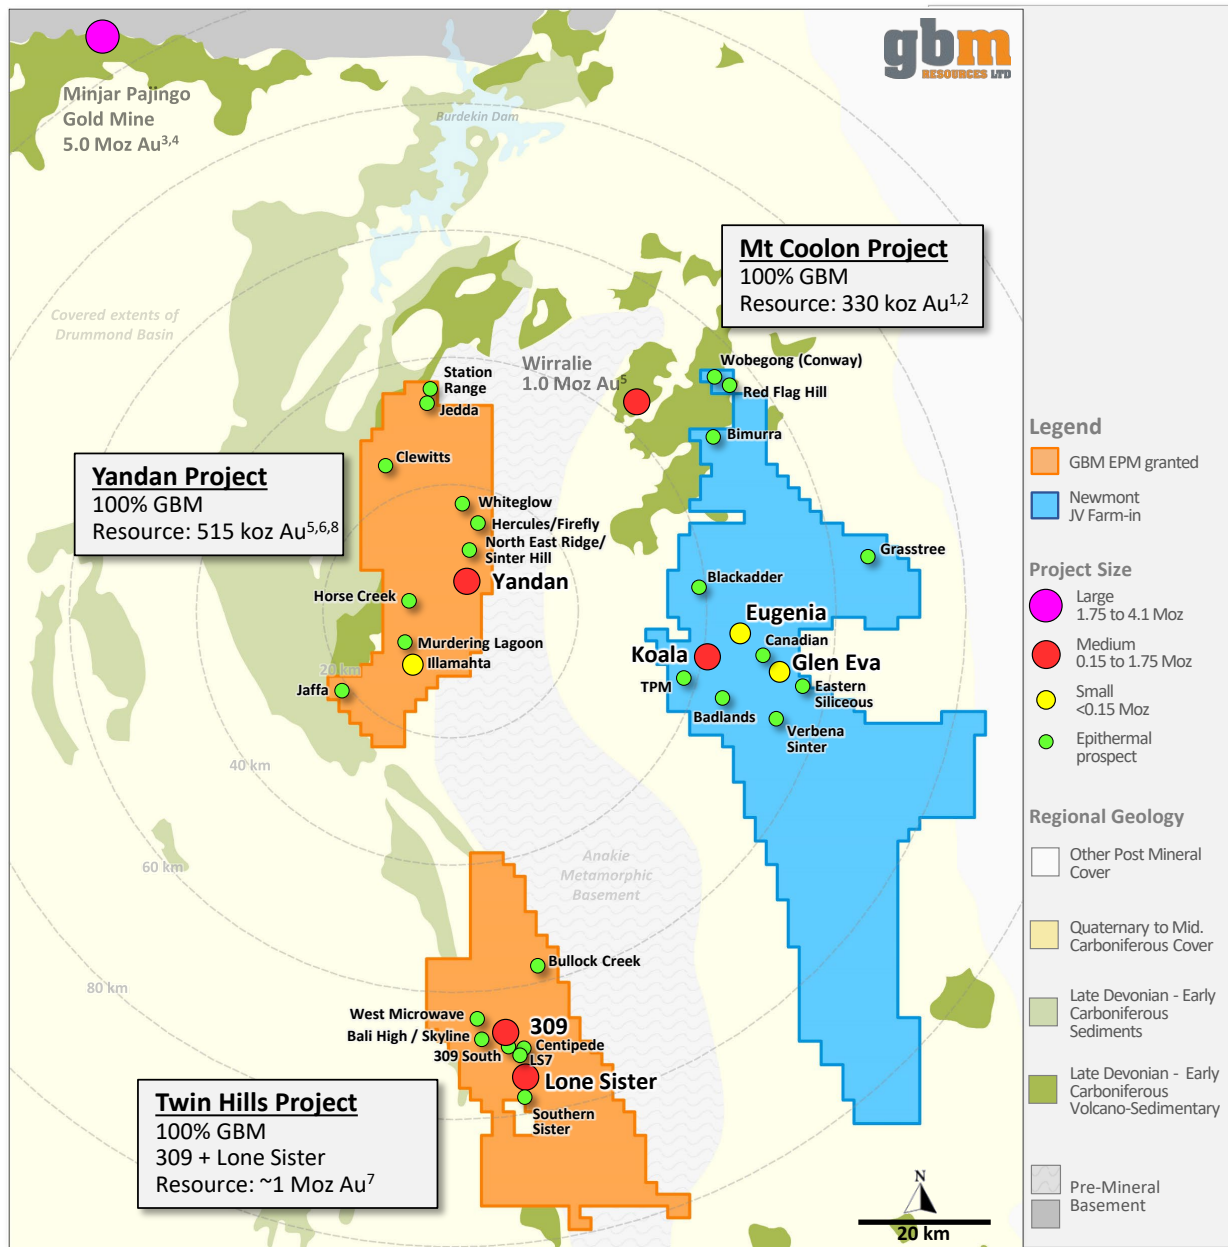 gbm
RESOURCES LTD
Minjar Pajingo
Gold Mine
5.0 Moz Au3,4
Burdekin Dam
Mt Coolon Project
100% GBM
Resource: 330 koz Au1,2
Covered extents of
Drummond Basin
Wirralie
1.0 Moz Au5
Wobegong (Conway)
Red Flag Hill
Bimurra
Station
Range
Jedda
Clewitts
Yandan Project
100% GBM
Resource: 515 koz Au5,6,8
Whiteglow
Hercules/Firefly
North East Ridge/
Sinter Hill
Yandan
Horse Creek
Murdering Lagoon
Illamahta
Jaffa
20 km
40 km
60 km
80 km
Grasstree
Blackadder
Eugenia
Canadian
Koala
Glen Eva
TPM
Eastern
Siliceous
Badlands
Verbena
Sinter
Anakie
Metamorphic
Basement
Bullock Creek
West Microwave
309
Bali High / Skyline
Centipede
309 South
LS7
Lone Sister
Southern
Sister
Twin Hills Project
100% GBM
309 + Lone Sister
Resource: ~1 Moz Au7
N
20 km
Legend
GBM EPM granted
Newmont
JV Farm-in
Project Size
Large
1.75 to 4.1 Moz
Medium
0.15 to 1.75 Moz
Small
<0.15 Moz
Epithermal
prospect
Regional Geology
Other Post Mineral
Cover
Quaternary to Mid.
Carboniferous Cover
Late Devonian - Early
Carboniferous
Sediments
Late Devonian - Early
Carboniferous
Volcano-Sedimentary
Pre-Mineral
Basement